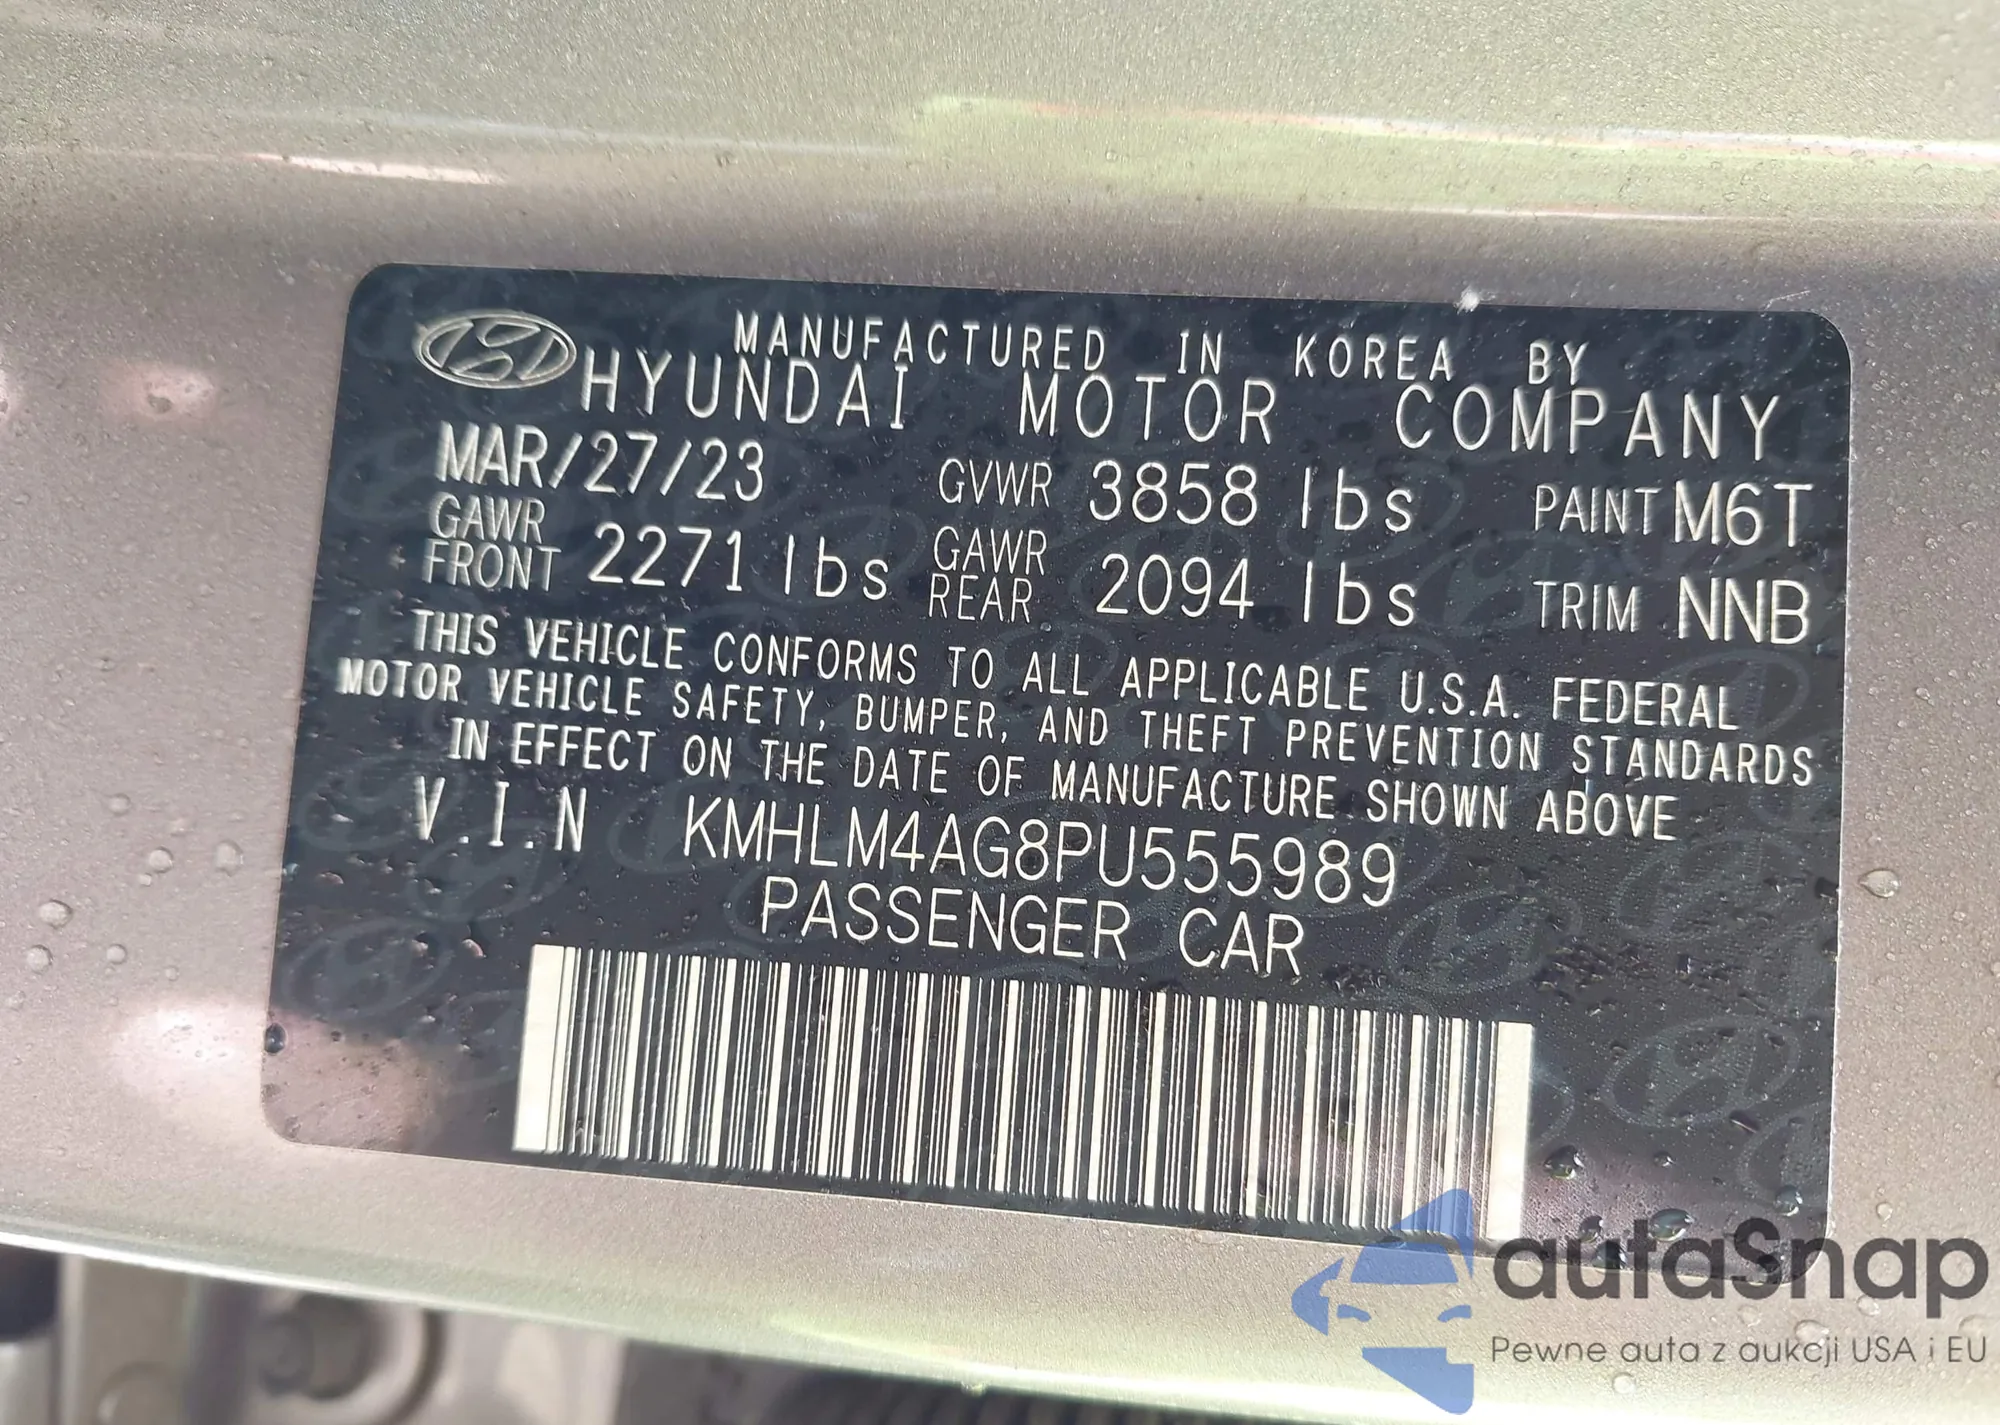 MANUFACTURED IN KOREA BY
HYUNDAI MOTOR COMPANY
MAR/27/23 GVWR 3858 lbs PAINT M6T
GAWR FRONT 2271 lbs GAWR REAR 2094 lbs TRIM NNB
THIS VEHICLE CONFORMS TO ALL APPLICABLE U.S.A. FEDERAL
MOTOR VEHICLE SAFETY, BUMPER, AND THEFT PREVENTION STANDARDS
IN EFFECT ON THE DATE OF MANUFACTURE SHOWN ABOVE
V.I.N KMHLM4AG8PU555989
PASSENGER CAR
autaSnap
Pewne auta z aukcji USA i EU